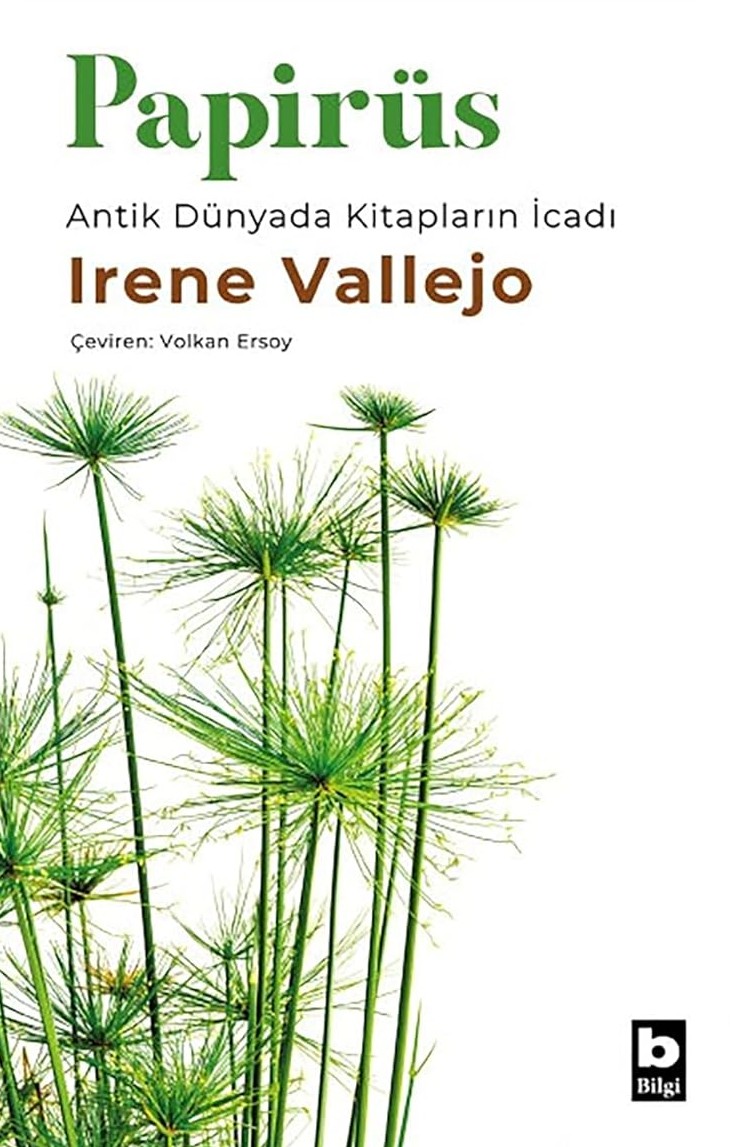 Papirüs
Antik Dünyada Kitapların İcadı
Irene Vallejo
Çeviren: Volkan Ersoy
b
Bilgi